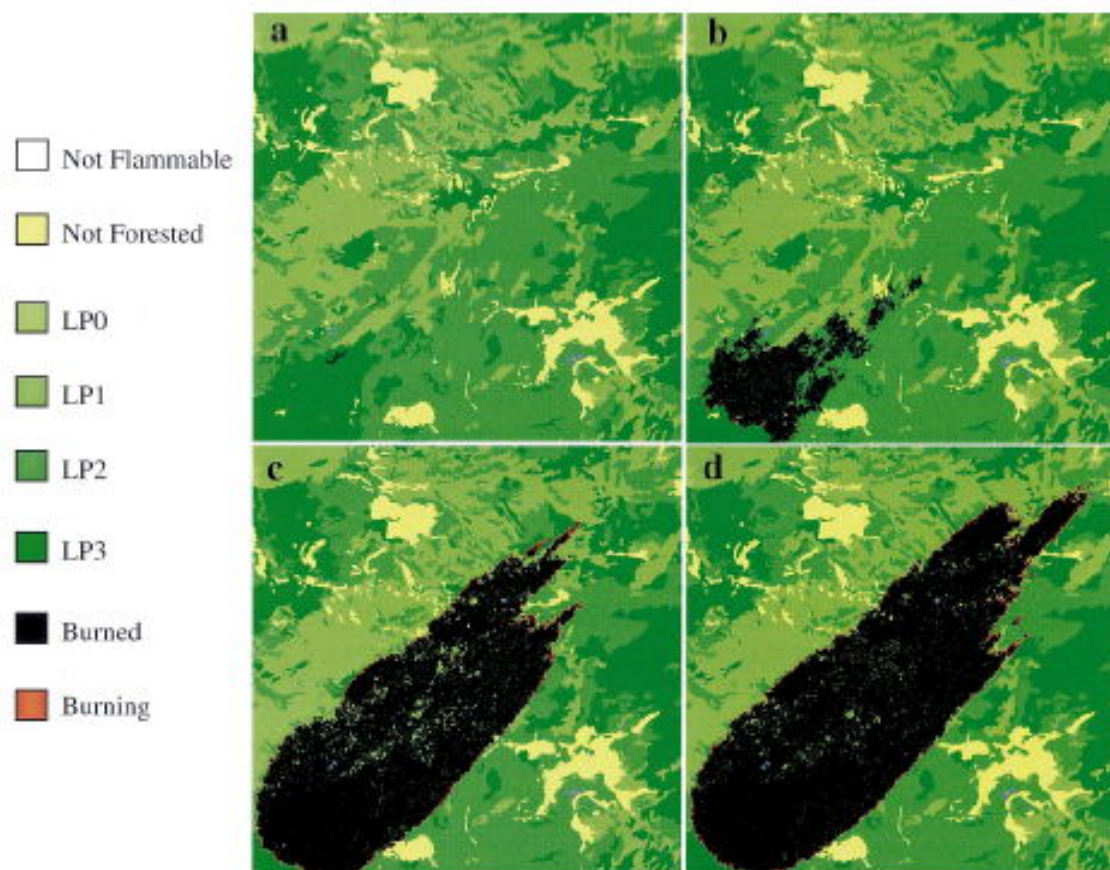 a
b
Not Flammable
Not Forested
LP0
LP1
LP2
LP3
Burned
Burning
c
d